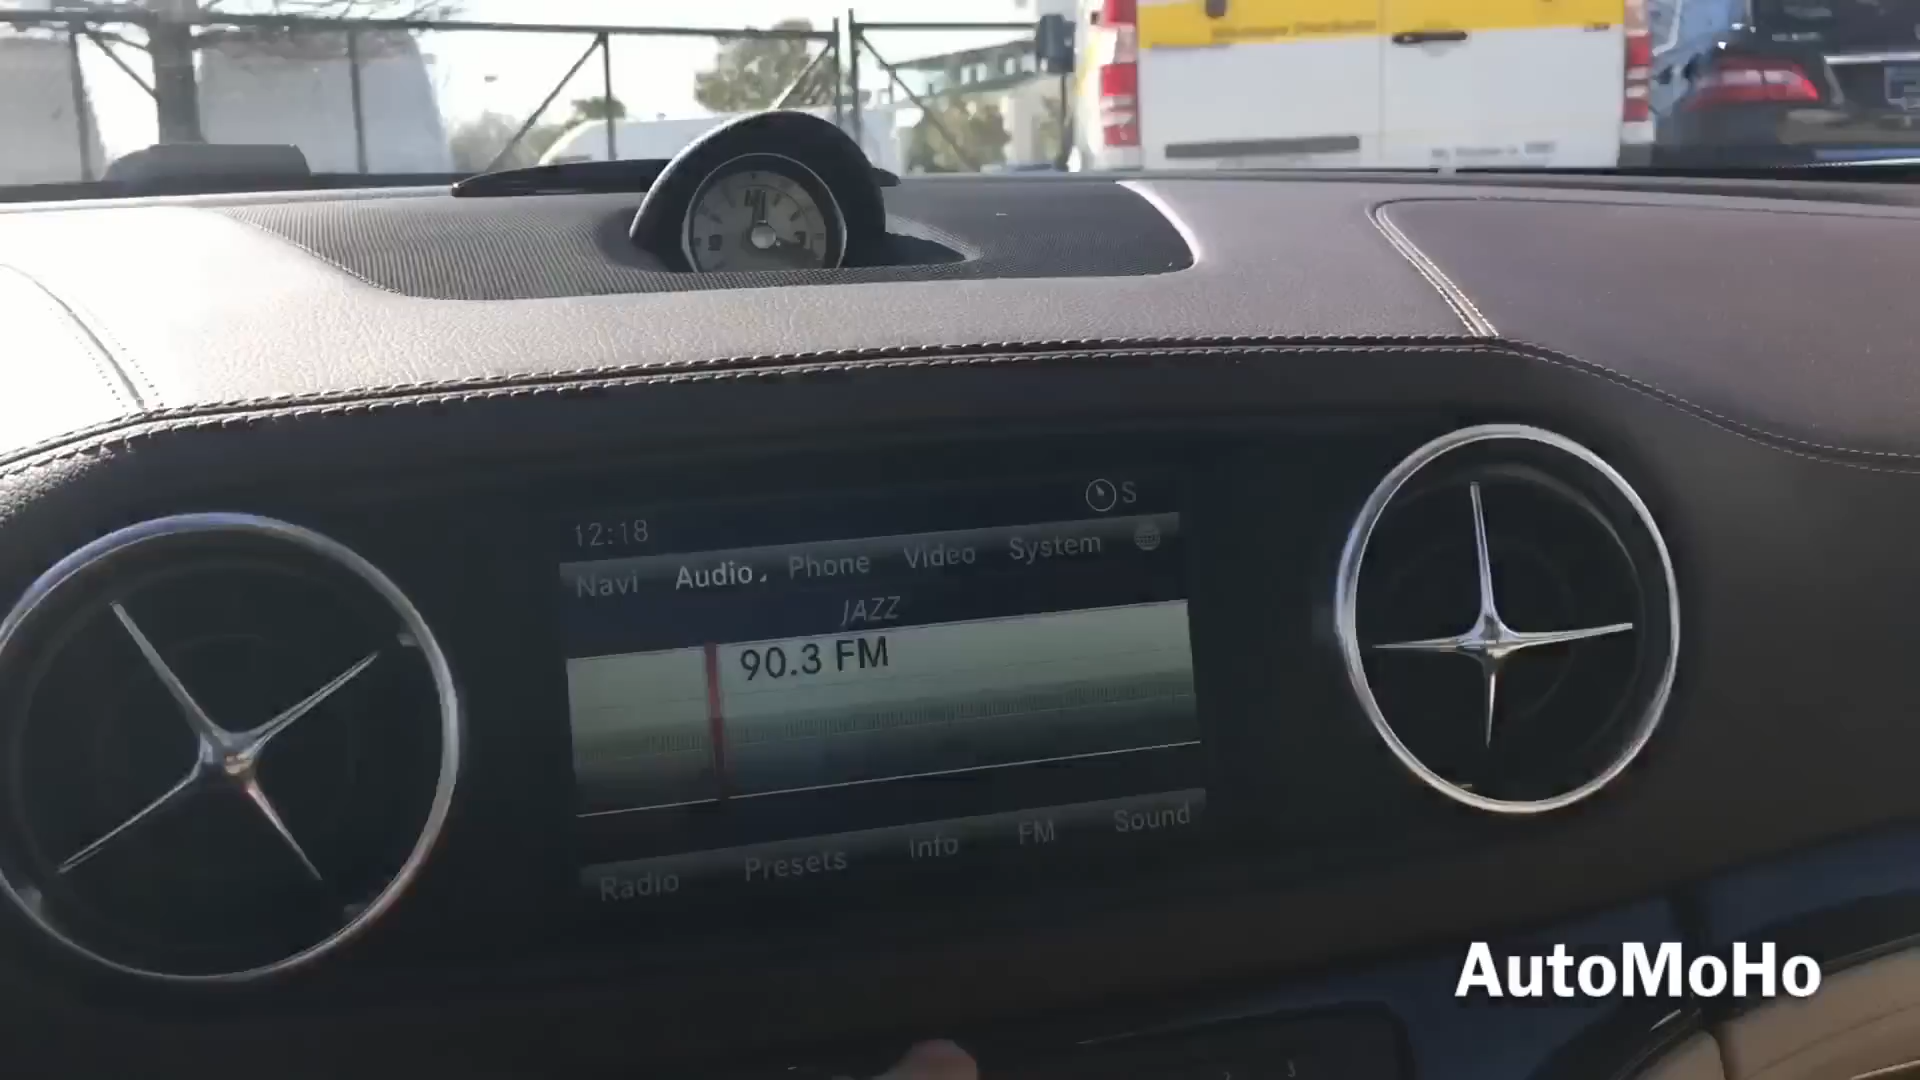 12:18 S
Navi Audio Phone Video System
JAZZ
90.3 FM
Radio Presets Info FM Sound
AutoMoHo